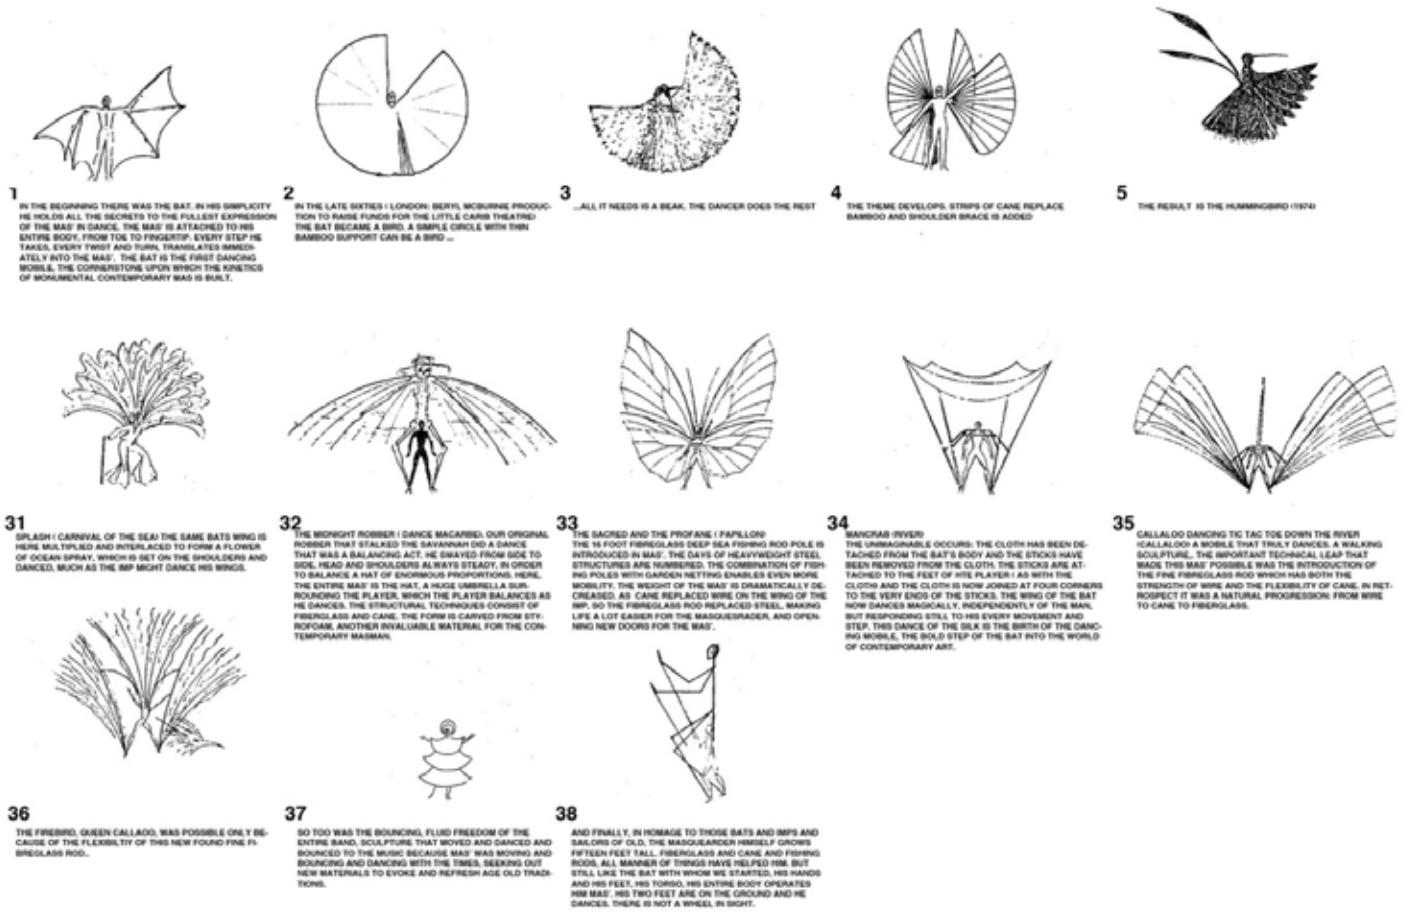 1
IN THE BEGINNING THERE WAS THE BAT. IN HIS SIMPLICITY
HE HOLDS ALL THE SECRETS TO THE FULLEST EXPRESSION
OF THE MAS' IN DANCE. THE MAS' IS ATTACHED TO HIS
ENTIRE BODY, FROM TOE TO FINGERTIP. EVERY STEP HE
TAKES, EVERY TWIST AND TURN, TRANSLATES IMMEDI-
ATELY INTO THE MAS'. THE BAT IS THE FIRST DANCING
MOBILE, THE CORNERSTONE UPON WHICH THE KINETICS
OF MONUMENTAL CONTEMPORARY MAS IS BUILT.
2
IN THE LATE SIXTIES ( LONDON: BERYL MCBURNIE PRODUC-
TION TO RAISE FUNDS FOR THE LITTLE CARIB THEATRE)
THE BAT BECAME A BIRD. A SIMPLE CIRCLE WITH THIN
BAMBOO SUPPORT CAN BE A BIRD ...
3
...ALL IT NEEDS IS A BEAK. THE DANCER DOES THE REST
4
THE THEME DEVELOPS. STRIPS OF CANE REPLACE
BAMBOO AND SHOULDER BRACE IS ADDED
5
THE RESULT IS THE HUMMINGBIRD (1974)
31
SPLASH ( CARNIVAL OF THE SEA) THE SAME BATS WING IS
HERE MULTIPLIED AND INTERLACED TO FORM A FLOWER
OF OCEAN SPRAY, WHICH IS SET ON THE SHOULDERS AND
DANCED, MUCH AS THE IMP MIGHT DANCE HIS WINGS.
32
THE MIDNIGHT ROBBER ( DANCE MACABRE). OUR ORIGINAL
ROBBER THAT STALKED THE SAVANNAH DID A DANCE
THAT WAS A BALANCING ACT. HE SWAYED FROM SIDE TO
SIDE, HEAD AND SHOULDERS ALWAYS STEADY, IN ORDER
TO BALANCE A HAT OF ENORMOUS PROPORTIONS. HERE,
THE ENTIRE MAS' IS THE HAT, A HUGE UMBRELLA SUR-
ROUNDING THE PLAYER, WHICH THE PLAYER BALANCES AS
HE DANCES. THE STRUCTURAL TECHNIQUES CONSIST OF
FIBERGLASS AND CANE. THE FORM IS CARVED FROM STY-
ROFOAM, ANOTHER INVALUABLE MATERIAL FOR THE CON-
TEMPORARY MASMAN.
33
THE SACRED AND THE PROFANE ( PAPILLON)
THE 16 FOOT FIBREGLASS DEEP SEA FISHING ROD POLE IS
INTRODUCED IN MAS'. THE DAYS OF HEAVYWEIGHT STEEL
STRUCTURES ARE NUMBERED. THE COMBINATION OF FISH-
ING POLES WITH GARDEN NETTING ENABLES EVEN MORE
MOBILITY. THE WEIGHT OF THE MAS' IS DRAMATICALLY DE-
CREASED. AS CANE REPLACED WIRE ON THE WING OF THE
IMP, SO THE FIBREGLASS ROD REPLACED STEEL, MAKING
LIFE A LOT EASIER FOR THE MASQUESRADER, AND OPEN-
NING NEW DOORS FOR THE MAS'.
34
MANCRAB (RIVER)
THE UNIMAGINABLE OCCURS: THE CLOTH HAS BEEN DE-
TACHED FROM THE BAT'S BODY AND THE STICKS HAVE
BEEN REMOVED FROM THE CLOTH. THE STICKS ARE AT-
TACHED TO THE FEET OF HTE PLAYER ( AS WITH THE
CLOTH) AND THE CLOTH IS NOW JOINED AT FOUR CORNERS
TO THE VERY ENDS OF THE STICKS. THE WING OF THE BAT
NOW DANCES MAGICALLY, INDEPENDENTLY OF THE MAN,
BUT RESPONDING STILL TO HIS EVERY MOVEMENT AND
STEP. THIS DANCE OF THE SILK IS THE BIRTH OF THE DANC-
ING MOBILE, THE BOLD STEP OF THE BAT INTO THE WORLD
OF CONTEMPORARY ART.
35
CALLALOO DANCING TIC TAC TOE DOWN THE RIVER
(CALLALOO) A MOBILE THAT TRULY DANCES. A WALKING
SCULPTURE,. THE IMPORTANT TECHNICAL LEAP THAT
MADE THIS MAS' POSSIBLE WAS THE INTRODUCTION OF
THE FINE FIBREGLASS ROD WHICH HAS BOTH THE
STRENGTH OF WIRE AND THE FLEXIBILITY OF CANE. IN RET-
ROSPECT IT WAS A NATURAL PROGRESSION: FROM WIRE
TO CANE TO FIBERGLASS.
36
THE FIREBIRD, QUEEN CALLAOO, WAS POSSIBLE ONLY BE-
CAUSE OF THE FLEXIBILTIY OF THIS NEW FOUND FINE FI-
BREGLASS ROD..
37
SO TOO WAS THE BOUNCING, FLUID FREEDOM OF THE
ENTIRE BAND, SCULPTURE THAT MOVED AND DANCED AND
BOUNCED TO THE MUSIC BECAUSE MAS' WAS MOVING AND
BOUNCING AND DANCING WITH THE TIMES, SEEKING OUT
NEW MATERIALS TO EVOKE AND REFRESH AGE OLD TRADI-
TIONS.
38
AND FINALLY, IN HOMAGE TO THOSE BATS AND IMPS AND
SAILORS OF OLD, THE MASQUEARDER HIMSELF GROWS
FIFTEEN FEET TALL. FIBERGLASS AND CANE AND FISHING
RODS, ALL MANNER OF THINGS HAVE HELPED HIM. BUT
STILL LIKE THE BAT WITH WHOM WE STARTED, HIS HANDS
AND HIS FEET, HIS TORSO, HIS ENTIRE BODY OPERATES
HIM MAS'. HIS TWO FEET ARE ON THE GROUND AND HE
DANCES. THERE IS NOT A WHEEL IN SIGHT.